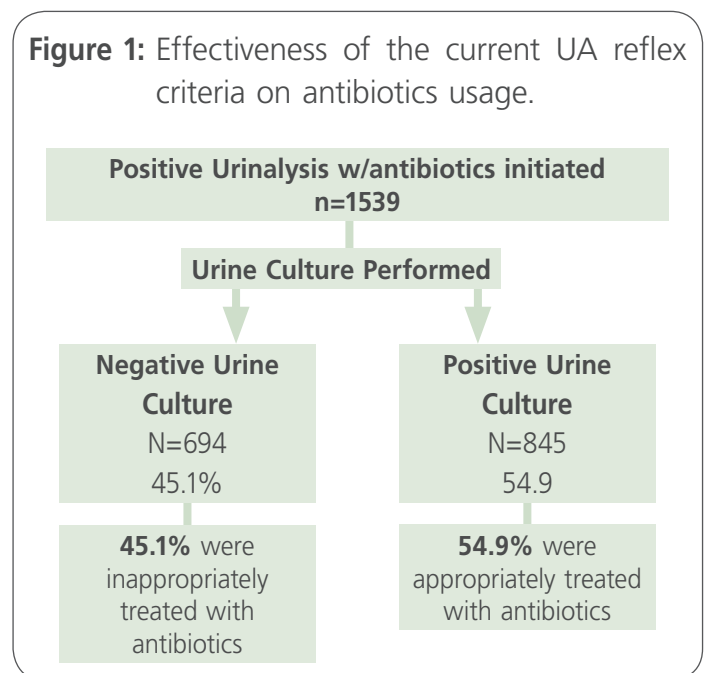 Figure 1: Effectiveness of the current UA reflex
criteria on antibiotics usage.
Positive Urinalysis w/antibiotics initiated
n=1539
Urine Culture Performed
Negative Urine
Culture
N=694
45.1%
45.1% were
inappropriately
treated with
antibiotics
Positive Urine
Culture
N=845
54.9
54.9% were
appropriately treated
with antibiotics